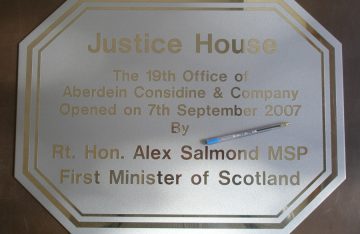 Justice House
The 19th Office of
Aberdein Considine & Company
Opened on 7th September 2007
By
Rt. Hon. Alex Salmond MSP
First Minister of Scotland